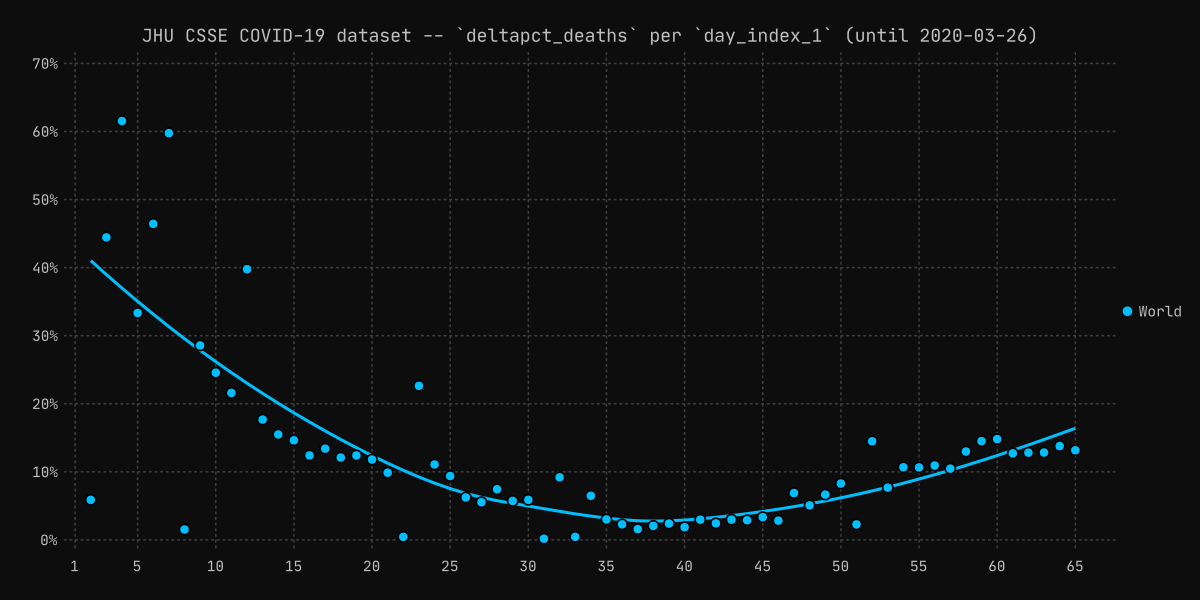 JHU CSSE COVID-19 dataset -- `deltapct_deaths` per `day_index_1` (until 2020-03-26)
70%
60%
50%
40%
30%
20%
10%
0%
1 5 10 15 20 25 30 35 40 45 50 55 60 65
World